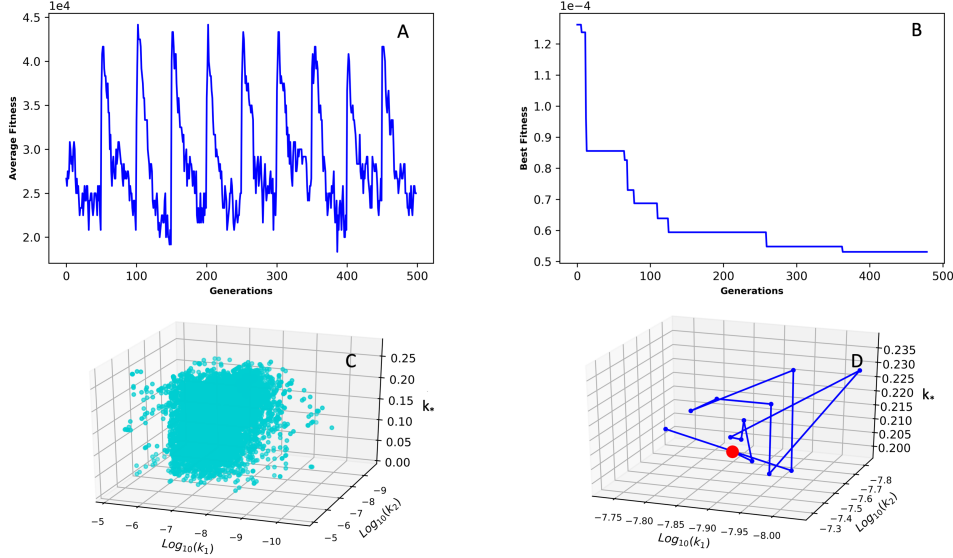 1e4
A
4.5
4.0
3.5
3.0
2.5
2.0
Average Fitness
0 100 200 300 400 500
Generations
1e−4
B
1.2
1.0
0.9
0.8
0.7
0.6
0.5
Best Fitness
0 100 200 300 400 500
Generations
C
0.25
0.20
0.15
0.10
0.05
0.00
k*
−5 −6 −7 −8 −9 −10
Log10(k1)
−9
−8
−7
−6
−5
Log10(k2)
D
0.235
0.230
0.225
0.220
0.215
0.210
0.205
0.200
k*
−7.75 −7.80 −7.85 −7.90 −7.95 −8.00
Log10(k1)
−7.8
−7.7
−7.6
−7.5
−7.4
−7.3
Log10(k2)